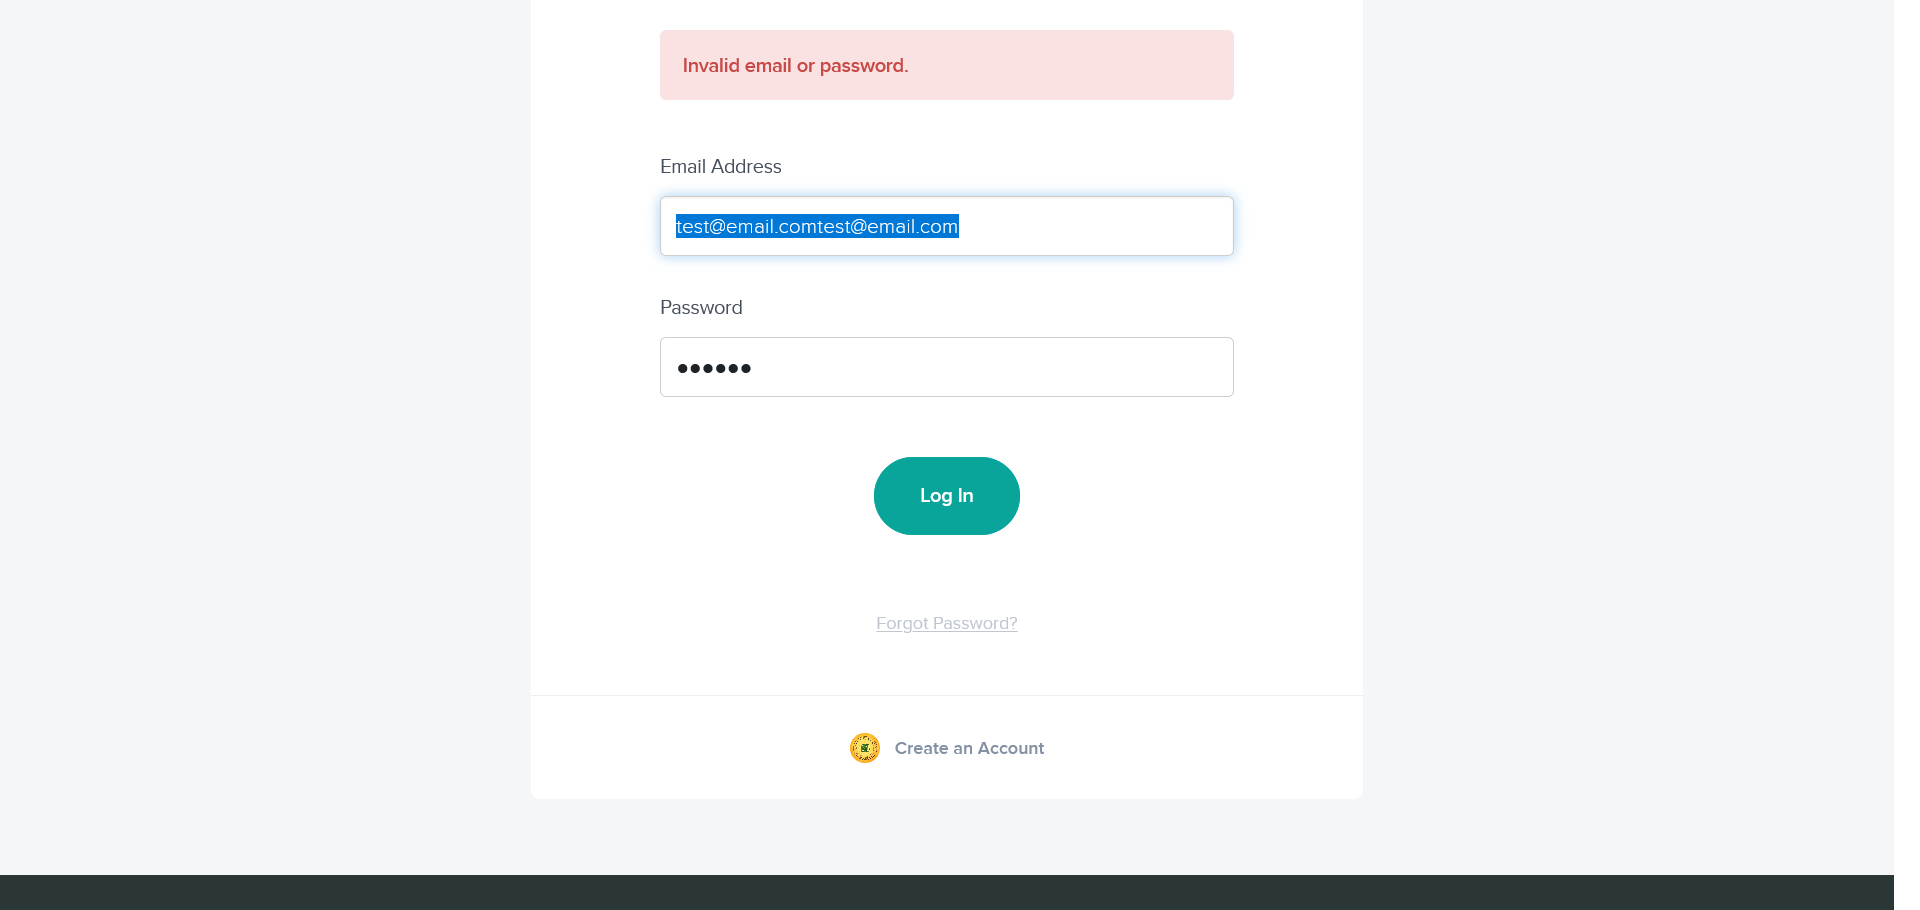 Invalid email or password.
Email Address
test@email.comtest@email.com
Password
Log In
Forgot Password?
Create an Account